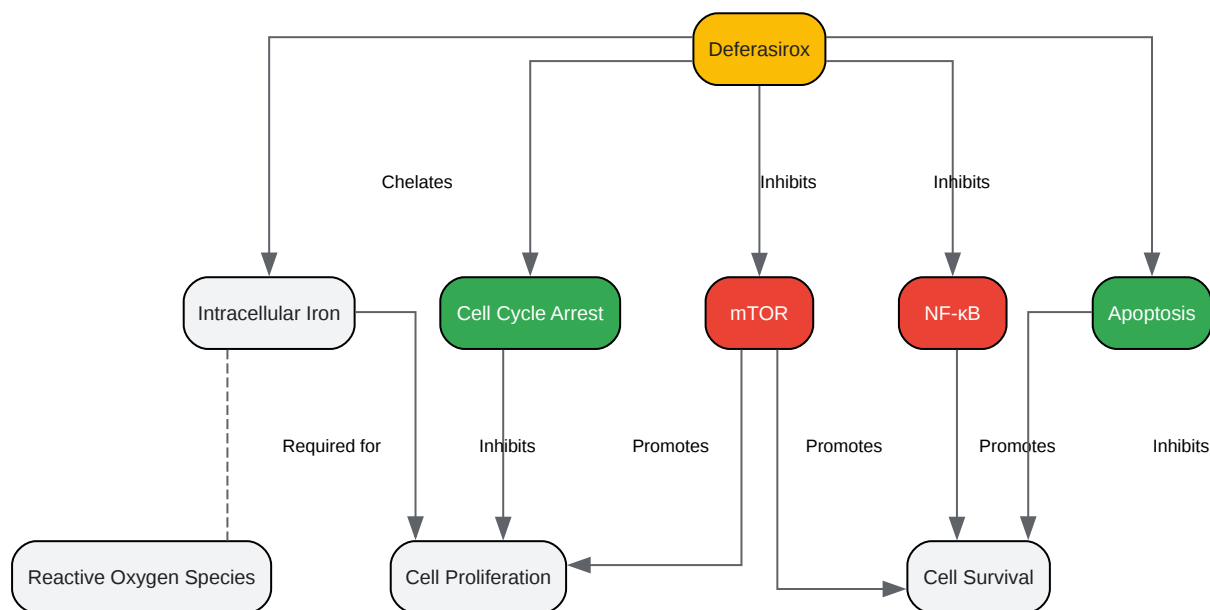 Deferasirox
Chelates
Inhibits
Inhibits
Intracellular Iron
Cell Cycle Arrest
mTOR
NF-κB
Apoptosis
Required for
Inhibits
Promotes
Promotes
Promotes
Inhibits
Reactive Oxygen Species
Cell Proliferation
Cell Survival